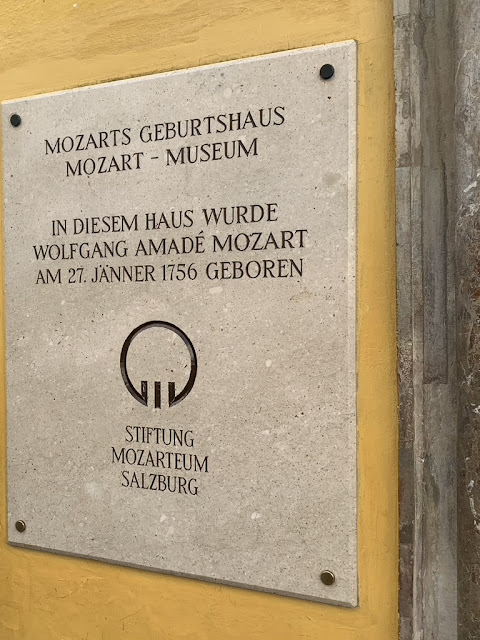 MOZARTS GEBURTSHAUS
MOZART - MUSEUM
IN DIESEM HAUS WURDE
WOLFGANG AMADÉ MOZART
AM 27. JÄNNER 1756 GEBOREN
STIFTUNG
MOZARTEUM
SALZBURG